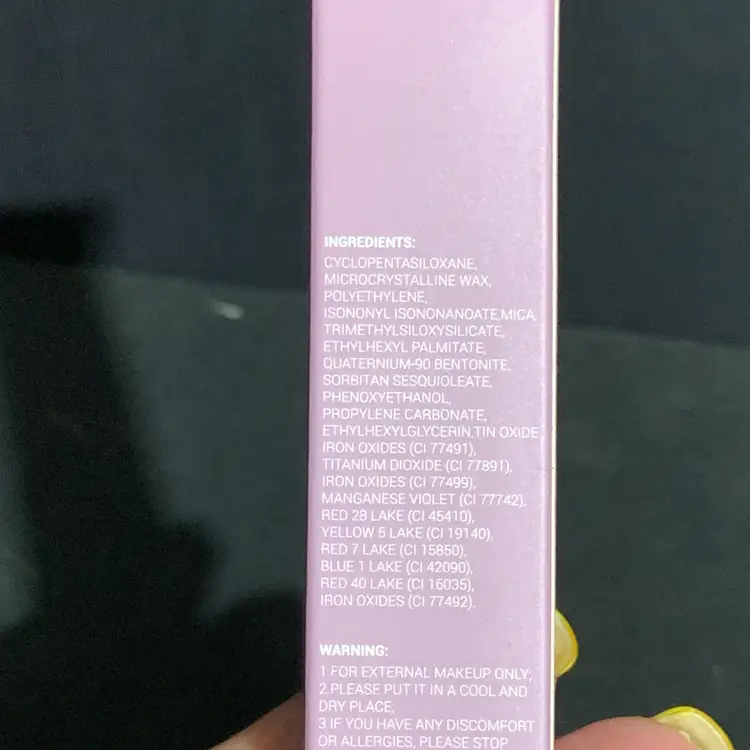 INGREDIENTS:
CYCLOPENTASILOXANE,
MICROCRYSTALLINE WAX,
POLYETHYLENE,
ISONONYL ISONONANOATE,MICA,
TRIMETHYLSILOXYSILICATE,
ETHYLHEXYL PALMITATE,
QUATERNIUM-90 BENTONITE,
SORBITAN SESQUIOLEATE,
PHENOXYETHANOL,
PROPYLENE CARBONATE,
ETHYLHEXYLGLYCERIN,TIN OXIDE,
IRON OXIDES (CI 77491),
TITANIUM DIOXIDE (CI 77891),
IRON OXIDES (CI 77499),
MANGANESE VIOLET (CI 77742),
RED 28 LAKE (CI 45410),
YELLOW 5 LAKE (CI 19140),
RED 7 LAKE (CI 15850),
BLUE 1 LAKE (CI 42090),
RED 40 LAKE (CI 16035),
IRON OXIDES (CI 77492).
WARNING:
1 FOR EXTERNAL MAKEUP ONLY,
2.PLEASE PUT IT IN A COOL AND
DRY PLACE,
3 IF YOU HAVE ANY DISCOMFORT
OR ALLERGIES, PLEASE STOP